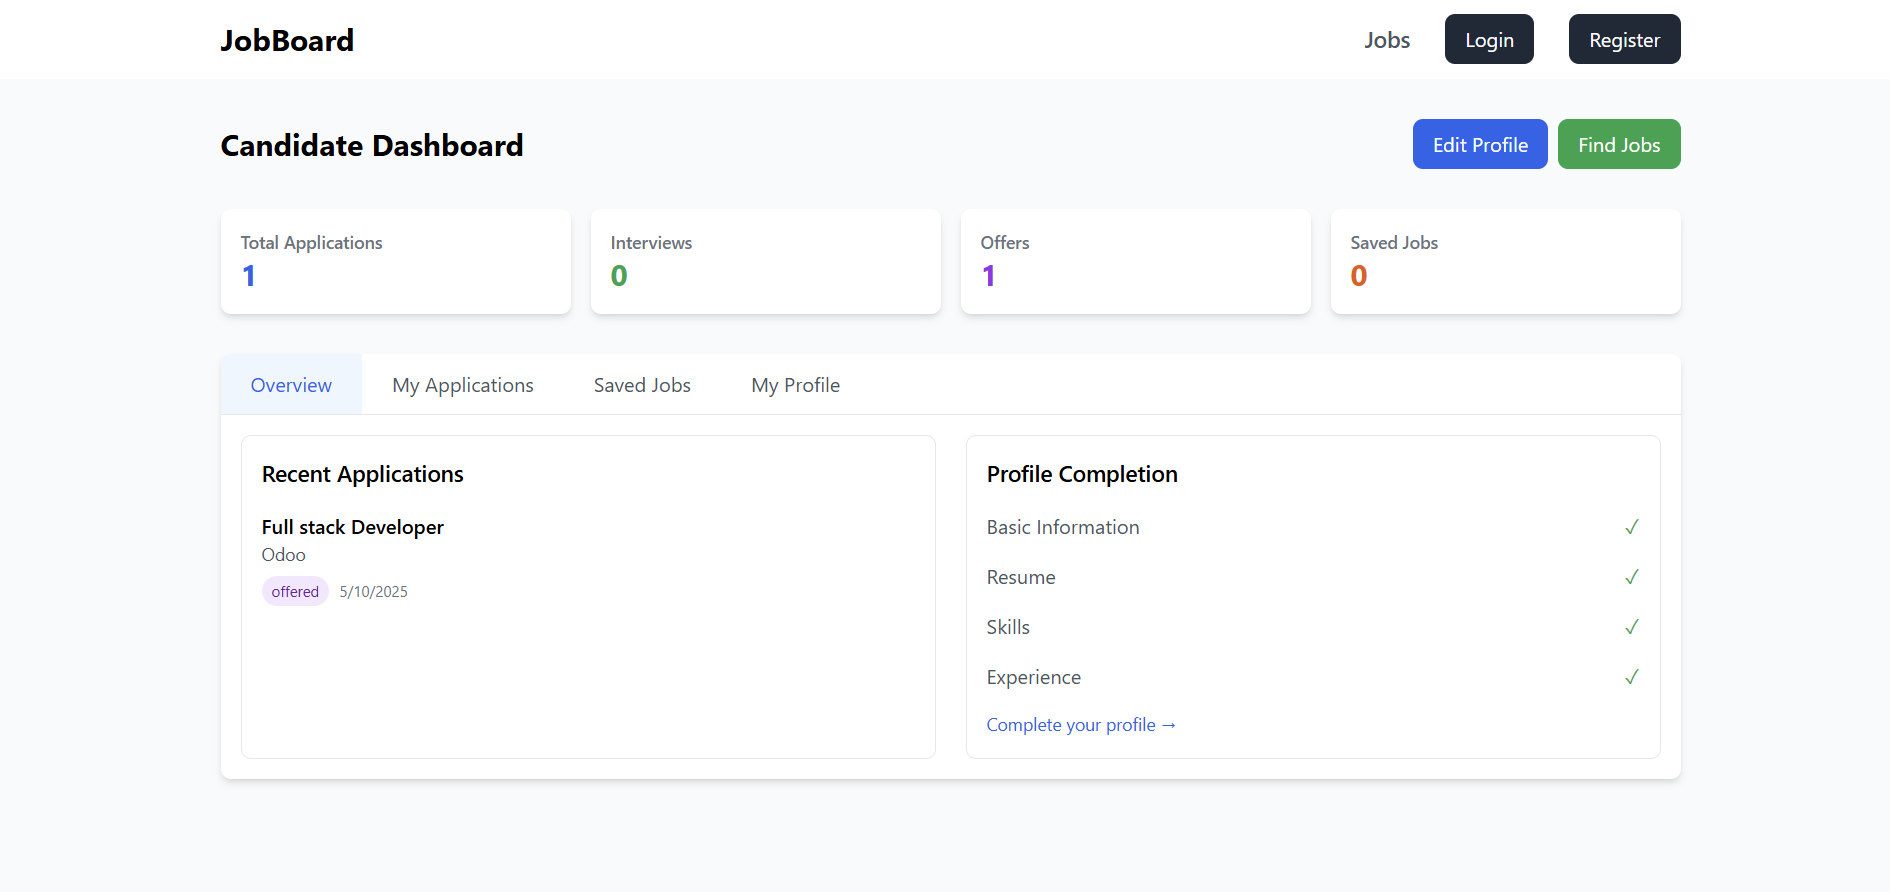 JobBoard
Jobs
Login
Register
Candidate Dashboard
Edit Profile
Find Jobs
Total Applications
1
Interviews
0
Offers
1
Saved Jobs
0
Overview
My Applications
Saved Jobs
My Profile
Recent Applications
Full stack Developer
Odoo
offered 5/10/2025
Profile Completion
Basic Information ✓
Resume ✓
Skills ✓
Experience ✓
Complete your profile →